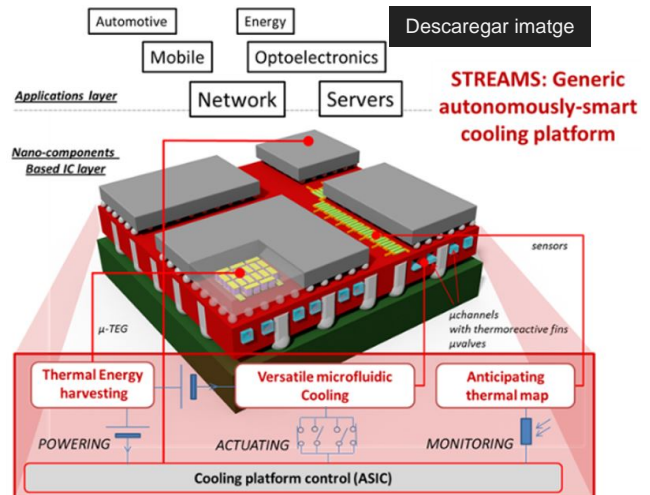 Automotive
Energy
Descaregar imatge
Mobile
Optoelectronics
Applications layer
Network
Servers
STREAMS: Generic
autonomously-smart
cooling platform
Nano-components
Based IC layer
sensors
µ-TEG
µchannels
with thermoreactive fins
µvalves
Thermal Energy
harvesting
Versatile microfluidic
Cooling
Anticipating
thermal map
POWERING
ACTUATING
MONITORING
Cooling platform control (ASIC)